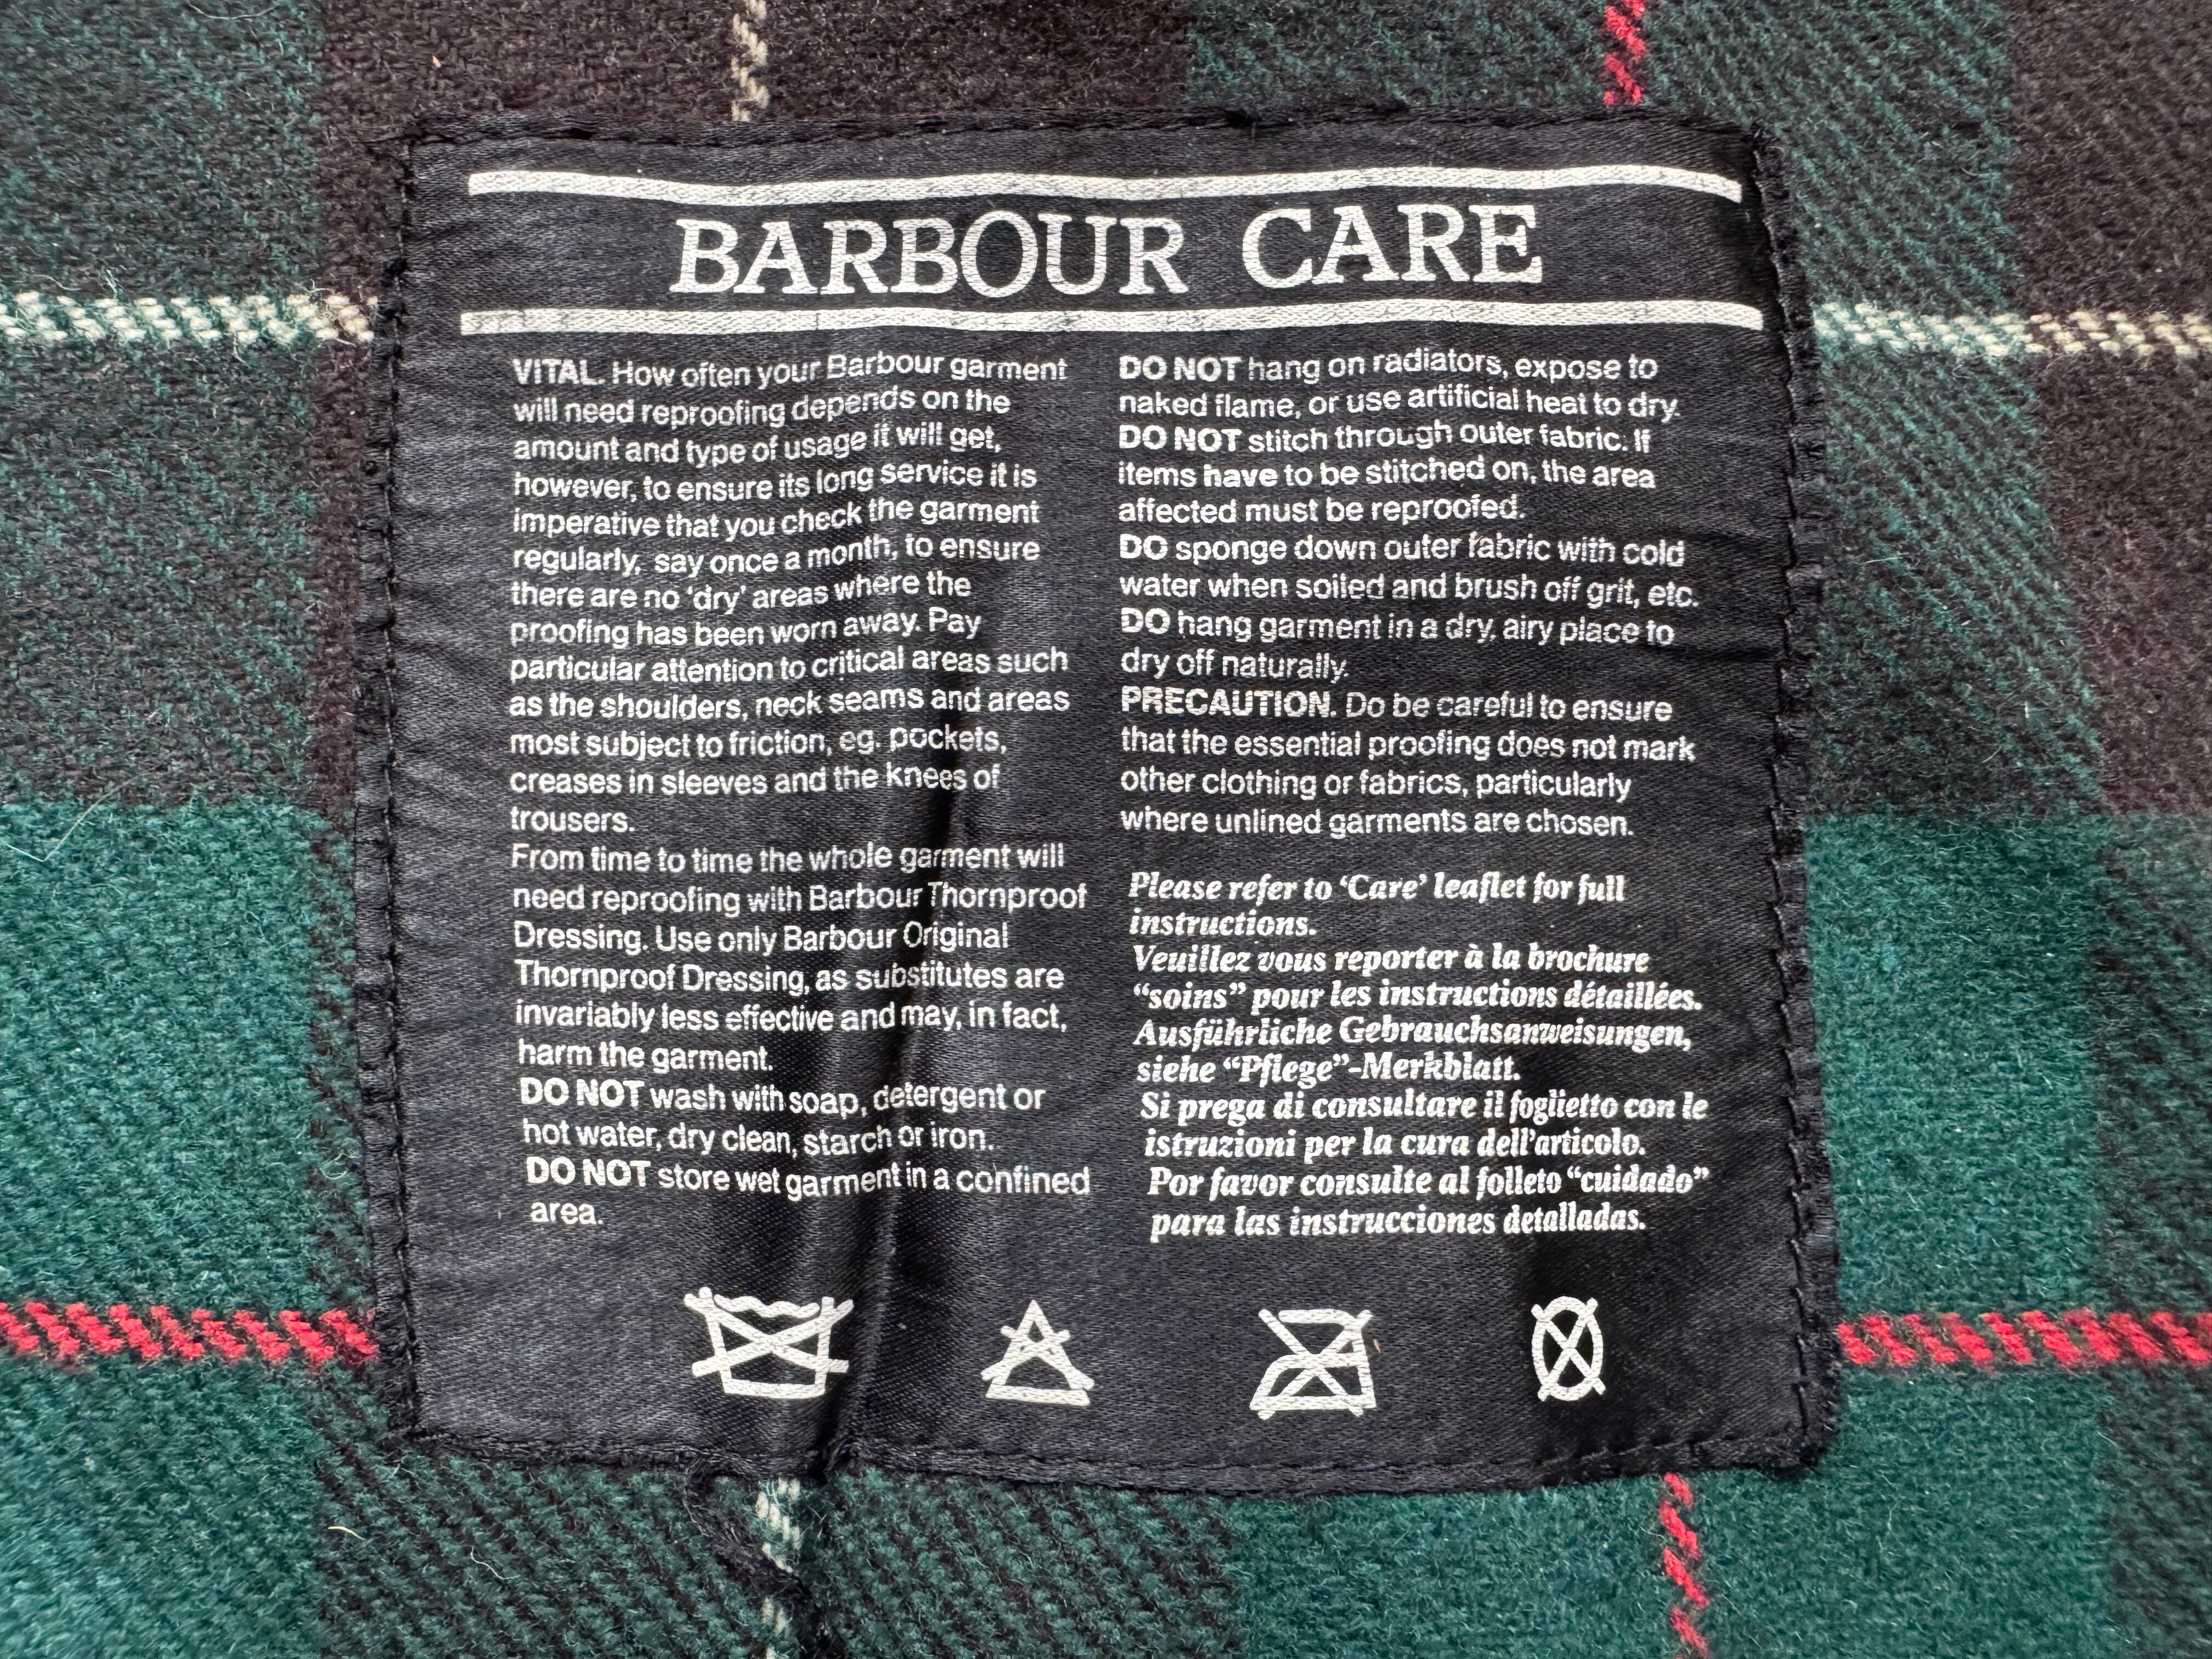 BARBOUR CARE
VITAL. How often your Barbour garment
will need reproofing depends on the
amount and type of usage it will get,
however, to ensure its long service it is
imperative that you check the garment
regularly, say once a month, to ensure
there are no ‘dry’ areas where the
proofing has been worn away. Pay
particular attention to critical areas such
as the shoulders, neck seams and areas
most subject to friction, eg. pockets,
creases in sleeves and the knees of
trousers.
From time to time the whole garment will
need reproofing with Barbour Thornproof
Dressing. Use only Barbour Original
Thornproof Dressing, as substitutes are
invariably less effective and may, in fact,
harm the garment.
DO NOT wash with soap, detergent or
hot water, dry clean, starch or iron.
DO NOT store wet garment in a confined
area.
DO NOT hang on radiators, expose to
naked flame, or use artificial heat to dry.
DO NOT stitch through outer fabric. If
items have to be stitched on, the area
affected must be reproofed.
DO sponge down outer fabric with cold
water when soiled and brush off grit, etc.
DO hang garment in a dry, airy place to
dry off naturally.
PRECAUTION. Do be careful to ensure
that the essential proofing does not mark
other clothing or fabrics, particularly
where unlined garments are chosen.
Please refer to ‘Care’ leaflet for full
instructions.
Veuillez vous reporter à la brochure
“soins” pour les instructions détaillées.
Ausführliche Gebrauchsanweisungen,
siehe “Pflege”-Merkblatt.
Si prega di consultare il foglietto con le
istruzioni per la cura dell’articolo.
Por favor consulte al folleto “cuidado”
para las instrucciones detalladas.